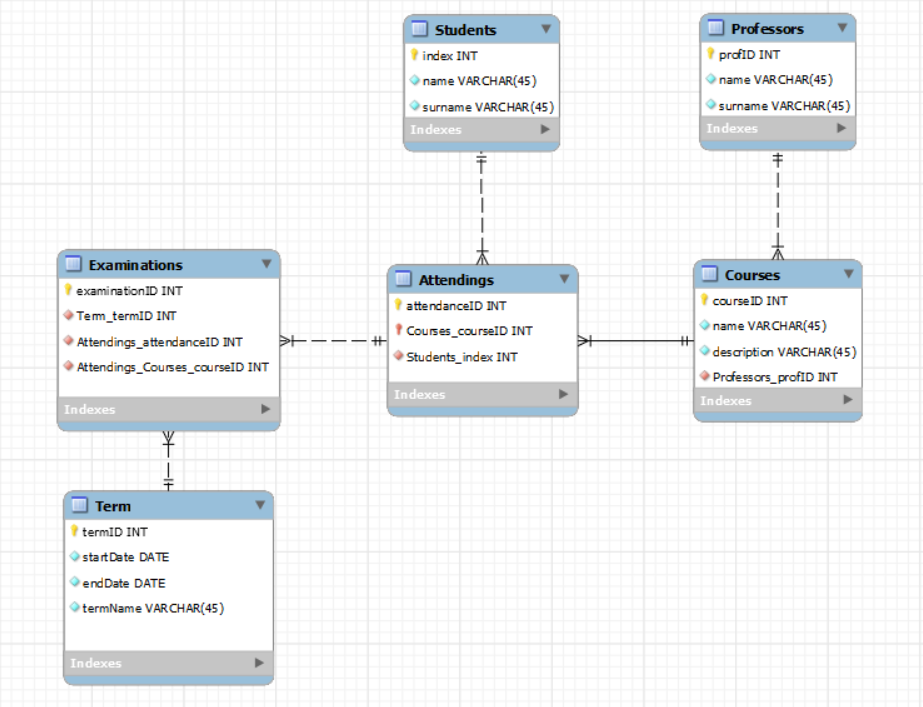 Students
index INT
name VARCHAR(45)
surname VARCHAR(45)
Indexes
Professors
profID INT
name VARCHAR(45)
surname VARCHAR(45)
Indexes
Examinations
examinationID INT
Term_termID INT
Attendings_attendanceID INT
Attendings_Courses_courseID INT
Indexes
Attendings
attendanceID INT
Courses_courseID INT
Students_index INT
Indexes
Courses
courseID INT
name VARCHAR(45)
description VARCHAR(45)
Professors_profID INT
Indexes
Term
termID INT
startDate DATE
endDate DATE
termName VARCHAR(45)
Indexes